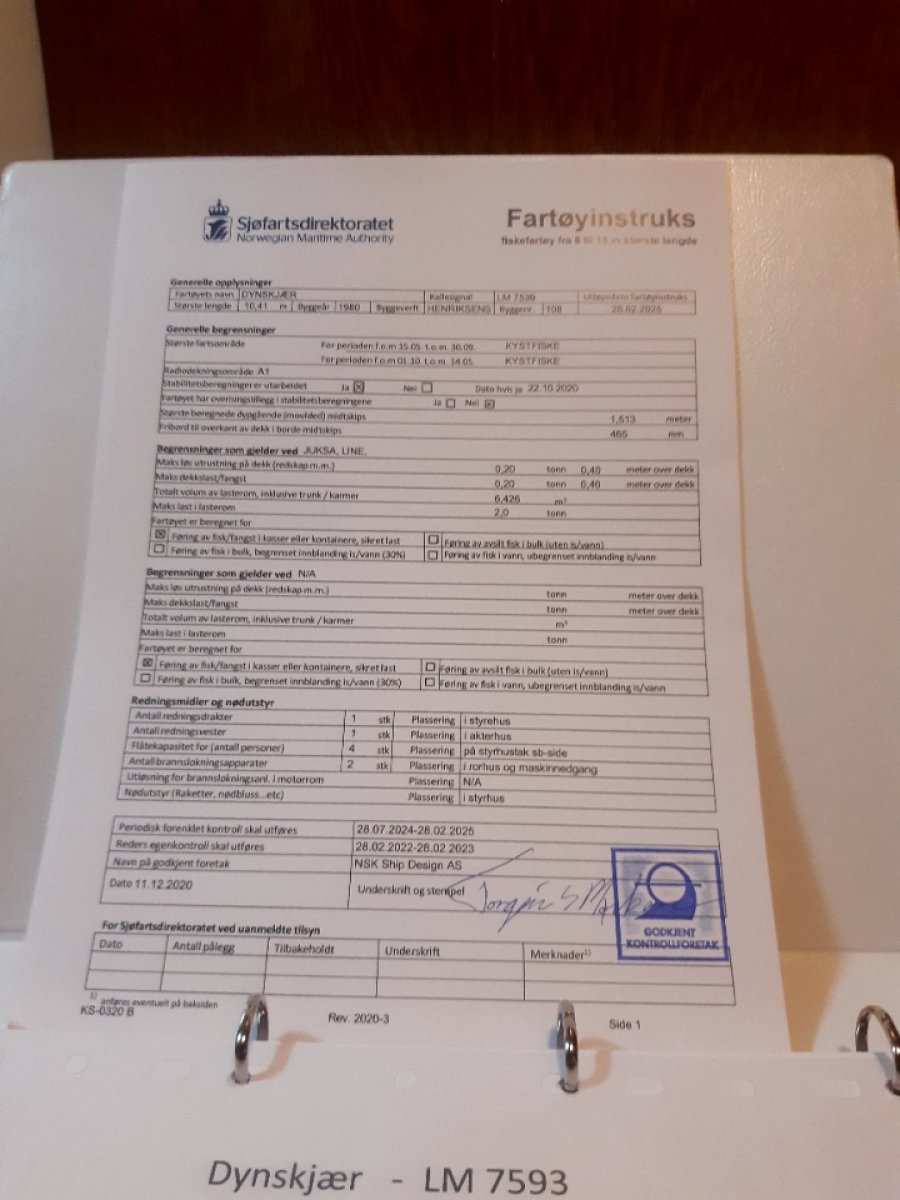 Sjøfartsdirektoratet
Norwegian Maritime Authority
Fartøyinstruks
fiskefartøy fra 8 til 15 m største lengde
Generelle opplysninger
Fartøyets navn DYNSKJÆR Kallesignal LM 7539 Utløpsdato fartøyinstruks
Største lengde 10,41 m Byggeår 1980 Byggeverft HENRIKSENS Byggenr. 108 28.02.2025
Generelle begrensninger
Største fartsområde For perioden f.o.m 15.05. t.o.m. 30.09. KYSTFISKE
For perioden f.o.m 01.10. t.o.m. 14.05. KYSTFISKE
Radiodekningsområde A1
Stabilitetsberegninger er utarbeidet Ja Nei Dato hvis ja 22.10.2020
Fartøyet har overisningstillegg i stabilitetsberegningene Ja Nei
Største beregnede dypgående (moulded) midtskips 1,513 meter
Fribord til overkant av dekk i borde midtskips 465 mm
Begrensninger som gjelder ved JUKSA, LINE,
Maks løs utrustning på dekk (redskap m.m.) 0,20 tonn 0,40 meter over dekk
Maks dekkslast/fangst 0,20 tonn 0,40 meter over dekk
Totalt volum av lasterom, inklusive trunk / karmer 6,426 m³
Maks last i lasterom 2,0 tonn
Fartøyet er beregnet for
Føring av fisk/fangst i kasser eller kontainere, sikret last Føring av avsilt fisk i bulk (uten is/vann)
Føring av fisk i bulk, begrenset innblanding is/vann (30%) Føring av fisk i vann, ubegrenset innblanding is/vann
Begrensninger som gjelder ved N/A
Maks løs utrustning på dekk (redskap m.m.) tonn meter over dekk
Maks dekkslast/fangst tonn meter over dekk
Totalt volum av lasterom, inklusive trunk / karmer m³
Maks last i lasterom tonn
Fartøyet er beregnet for
Føring av fisk/fangst i kasser eller kontainere, sikret last Føring av avsilt fisk i bulk (uten is/vann)
Føring av fisk i bulk, begrenset innblanding is/vann (30%) Føring av fisk i vann, ubegrenset innblanding is/vann
Redningsmidler og nødutstyr
Antall redningsdrakter 1 stk Plassering i styrehus
Antall redningsvester 1 stk Plassering i akterhus
Flåtekapasitet for (antall personer) 4 stk Plassering på styrhustak sb-side
Antall brannslokningsapparater 2 stk Plassering i rorhus og maskinnedgang
Utløsning for brannslokningsanl. i motorrom Plassering N/A
Nødutstyr (Raketter, nødbluss...etc) Plassering i styrhus
Periodisk forenklet kontroll skal utføres 28.07.2024-28.02.2025
Reders egenkontroll skal utføres 28.02.2022-28.02.2023
Navn på godkjent foretak NSK Ship Design AS
Dato 11.12.2020 Underskrift og stempel
GODKJENT
KONTROLLFORETAK
For Sjøfartsdirektoratet ved uanmeldte tilsyn
Dato Antall pålegg Tilbakeholdt Underskrift Merknader¹⁾
1) anføres eventuelt på baksiden
KS-0320 B Rev. 2020-3 Side 1
Dynskjær - LM 7593